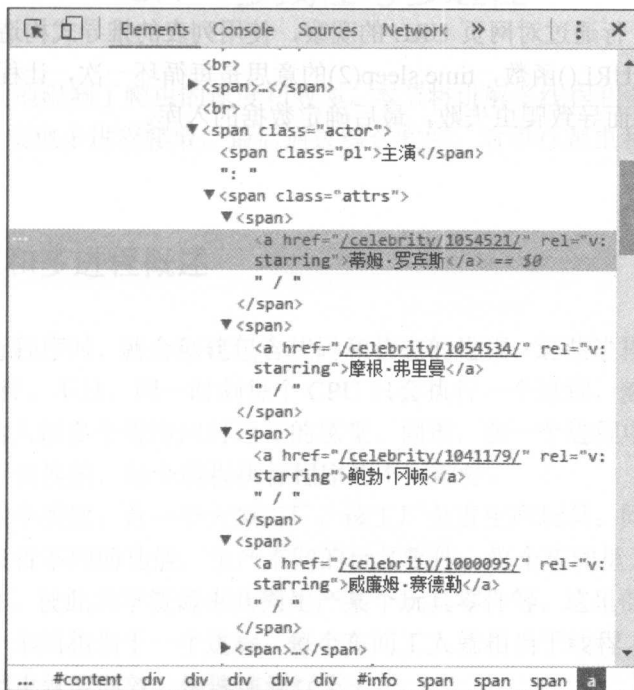 Elements Console Sources Network » ⋮ ×
<br>
▶<span>…</span>
<br>
▼<span class="actor">
<span class="pl">主演</span>
": "
▼<span class="attrs">
▼<span>
… <a href="/celebrity/1054521/" rel="v:
starring">蒂姆·罗宾斯</a> == $0
" / "
</span>
▼<span>
<a href="/celebrity/1054534/" rel="v:
starring">摩根·弗里曼</a>
" / "
</span>
▼<span>
<a href="/celebrity/1041179/" rel="v:
starring">鲍勃·冈顿</a>
" / "
</span>
▼<span>
<a href="/celebrity/1000095/" rel="v:
starring">威廉姆·赛德勒</a>
" / "
</span>
▶<span>…</span>
… #content div div div div div #info span span span a